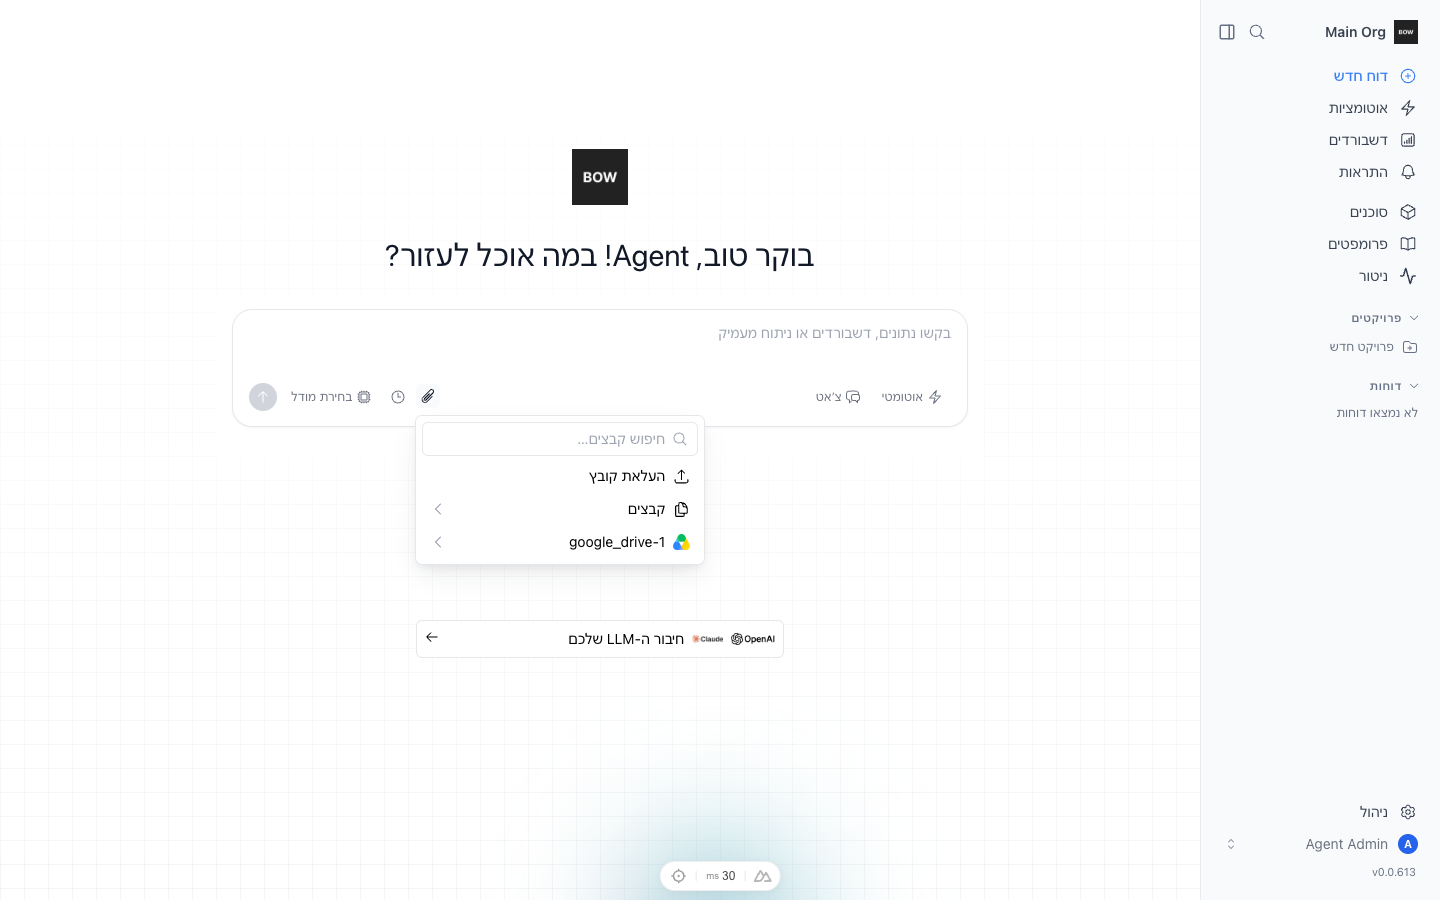 BOW Main Org
דוח חדש
אוטומציות
דשבורדים
התראות
סוכנים
פרומפטים
ניטור
פרויקטים
פרויקט חדש
דוחות
לא נמצאו דוחות
ניהול
A Agent Admin
v0.0.613
BOW
בוקר טוב, Agent! במה אוכל לעזור?
בקשו נתונים, דשבורדים או ניתוח מעמיק
אוטומטי צ'אט בחירת מודל
חיפוש קבצים...
העלאת קובץ
קבצים
google_drive-1
OpenAI Claude חיבור ה-LLM שלכם
30 ms